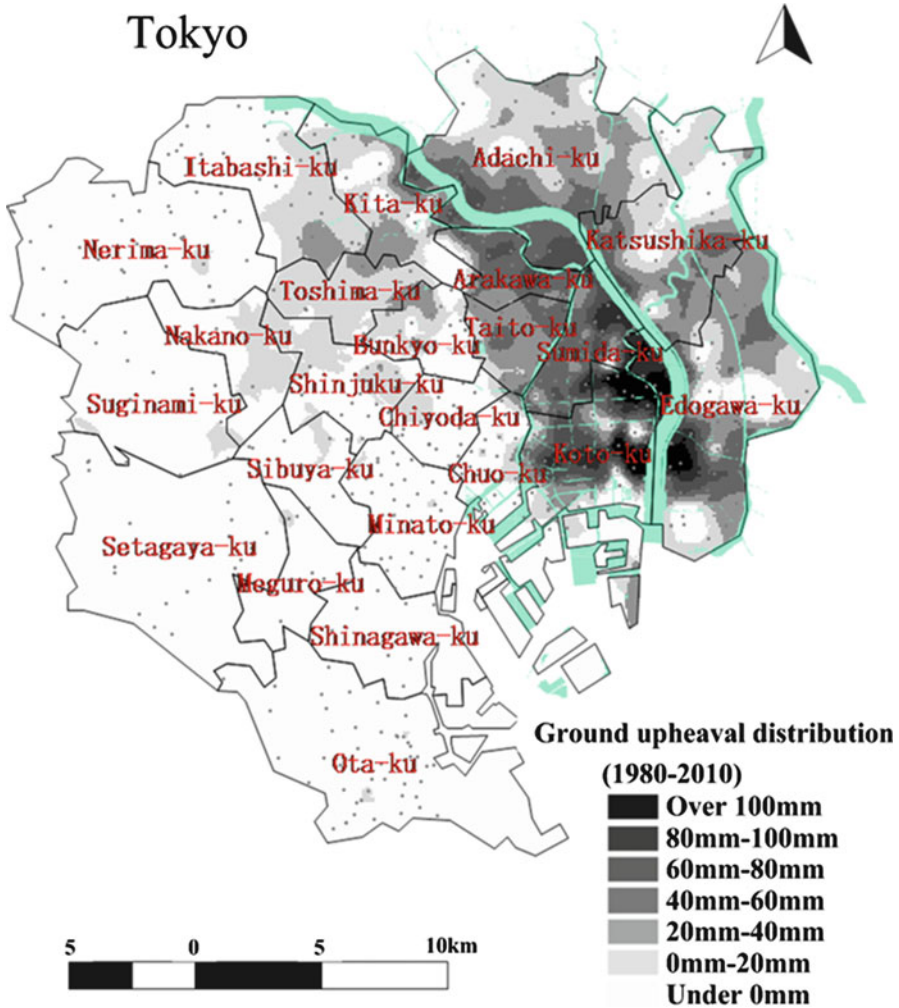 Tokyo
Itabashi-ku
Adachi-ku
Kita-ku
Nerima-ku
Katsushika-ku
Arakawa-ku
Toshima-ku
Nakano-ku
Taito-ku
Bunkyo-ku
Sumida-ku
Shinjuku-ku
Suginami-ku
Chiyoda-ku
Edogawa-ku
Koto-ku
Sibuya-ku
Chuo-ku
Minato-ku
Setagaya-ku
Meguro-ku
Shinagawa-ku
Ota-ku
Ground upheaval distribution
(1980-2010)
Over 100mm
80mm-100mm
60mm-80mm
40mm-60mm
20mm-40mm
0mm-20mm
Under 0mm
5 0 5 10km